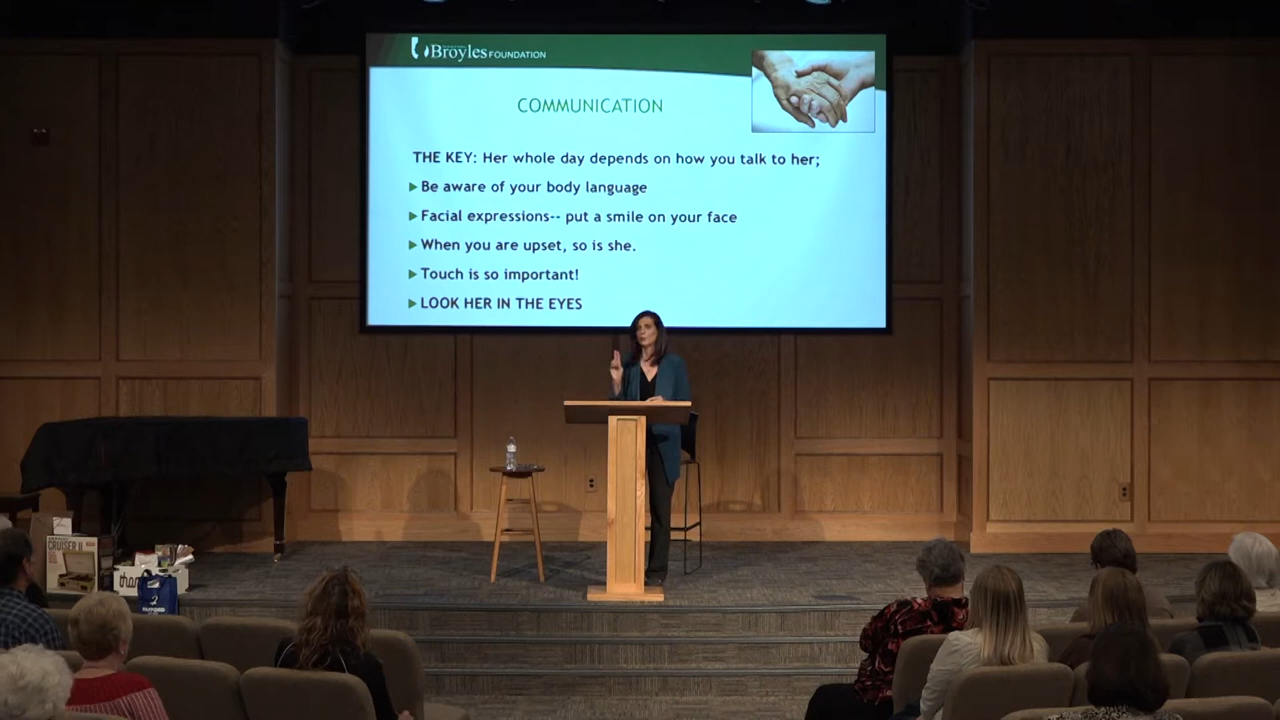 Broyles FOUNDATION
COMMUNICATION
THE KEY: Her whole day depends on how you talk to her;
Be aware of your body language
Facial expressions-- put a smile on your face
When you are upset, so is she.
Touch is so important!
LOOK HER IN THE EYES
CRUISER II